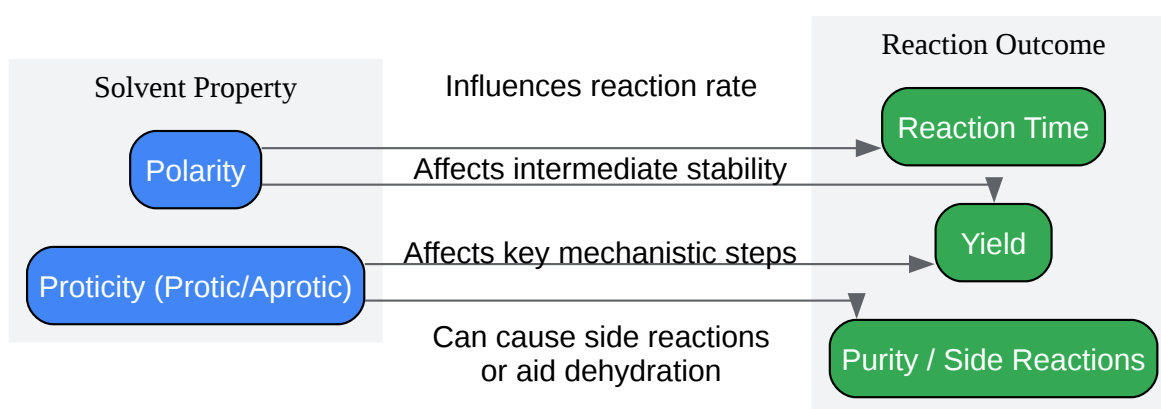 Solvent Property
Polarity
Proticity (Protic/Aprotic)
Influences reaction rate
Affects intermediate stability
Affects key mechanistic steps
Can cause side reactions
or aid dehydration
Reaction Outcome
Reaction Time
Yield
Purity / Side Reactions